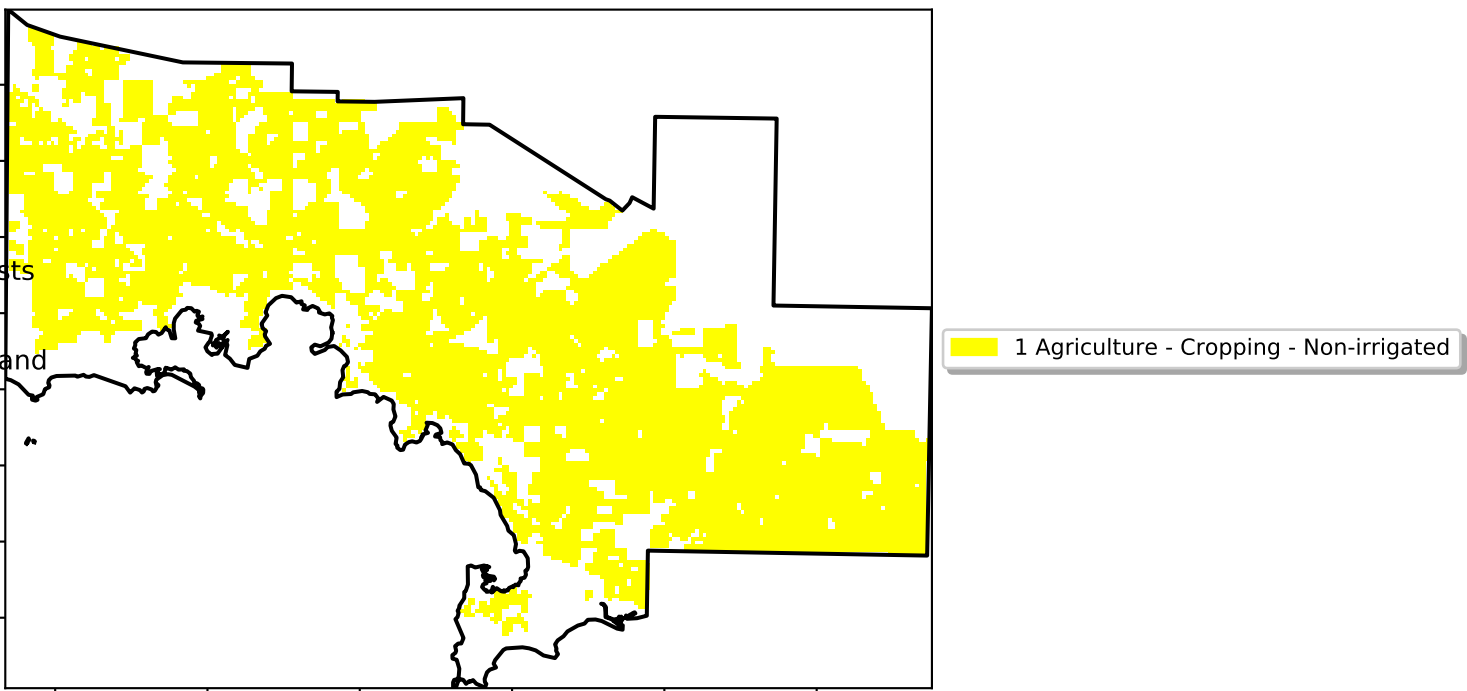 sts
and
1 Agriculture - Cropping - Non-irrigated